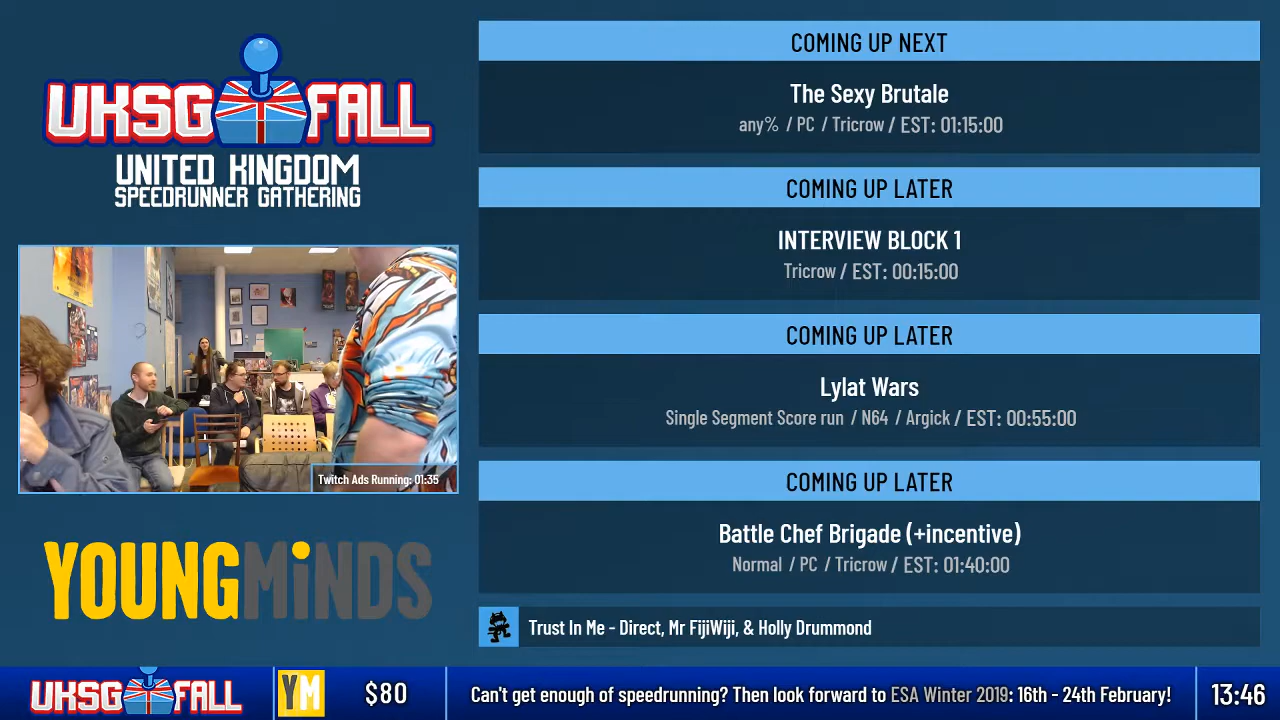 UKSG FALL
UNITED KINGDOM
SPEEDRUNNER GATHERING
Twitch Ads Running: 01:35
YOUNGMiNDS
COMING UP NEXT
The Sexy Brutale
any% / PC / Tricrow / EST: 01:15:00
COMING UP LATER
INTERVIEW BLOCK 1
Tricrow / EST: 00:15:00
COMING UP LATER
Lylat Wars
Single Segment Score run / N64 / Argick / EST: 00:55:00
COMING UP LATER
Battle Chef Brigade (+incentive)
Normal / PC / Tricrow / EST: 01:40:00
Trust In Me - Direct, Mr FijiWiji, & Holly Drummond
UKSG FALL
YM
$80
Can't get enough of speedrunning? Then look forward to ESA Winter 2019: 16th - 24th February!
13:46